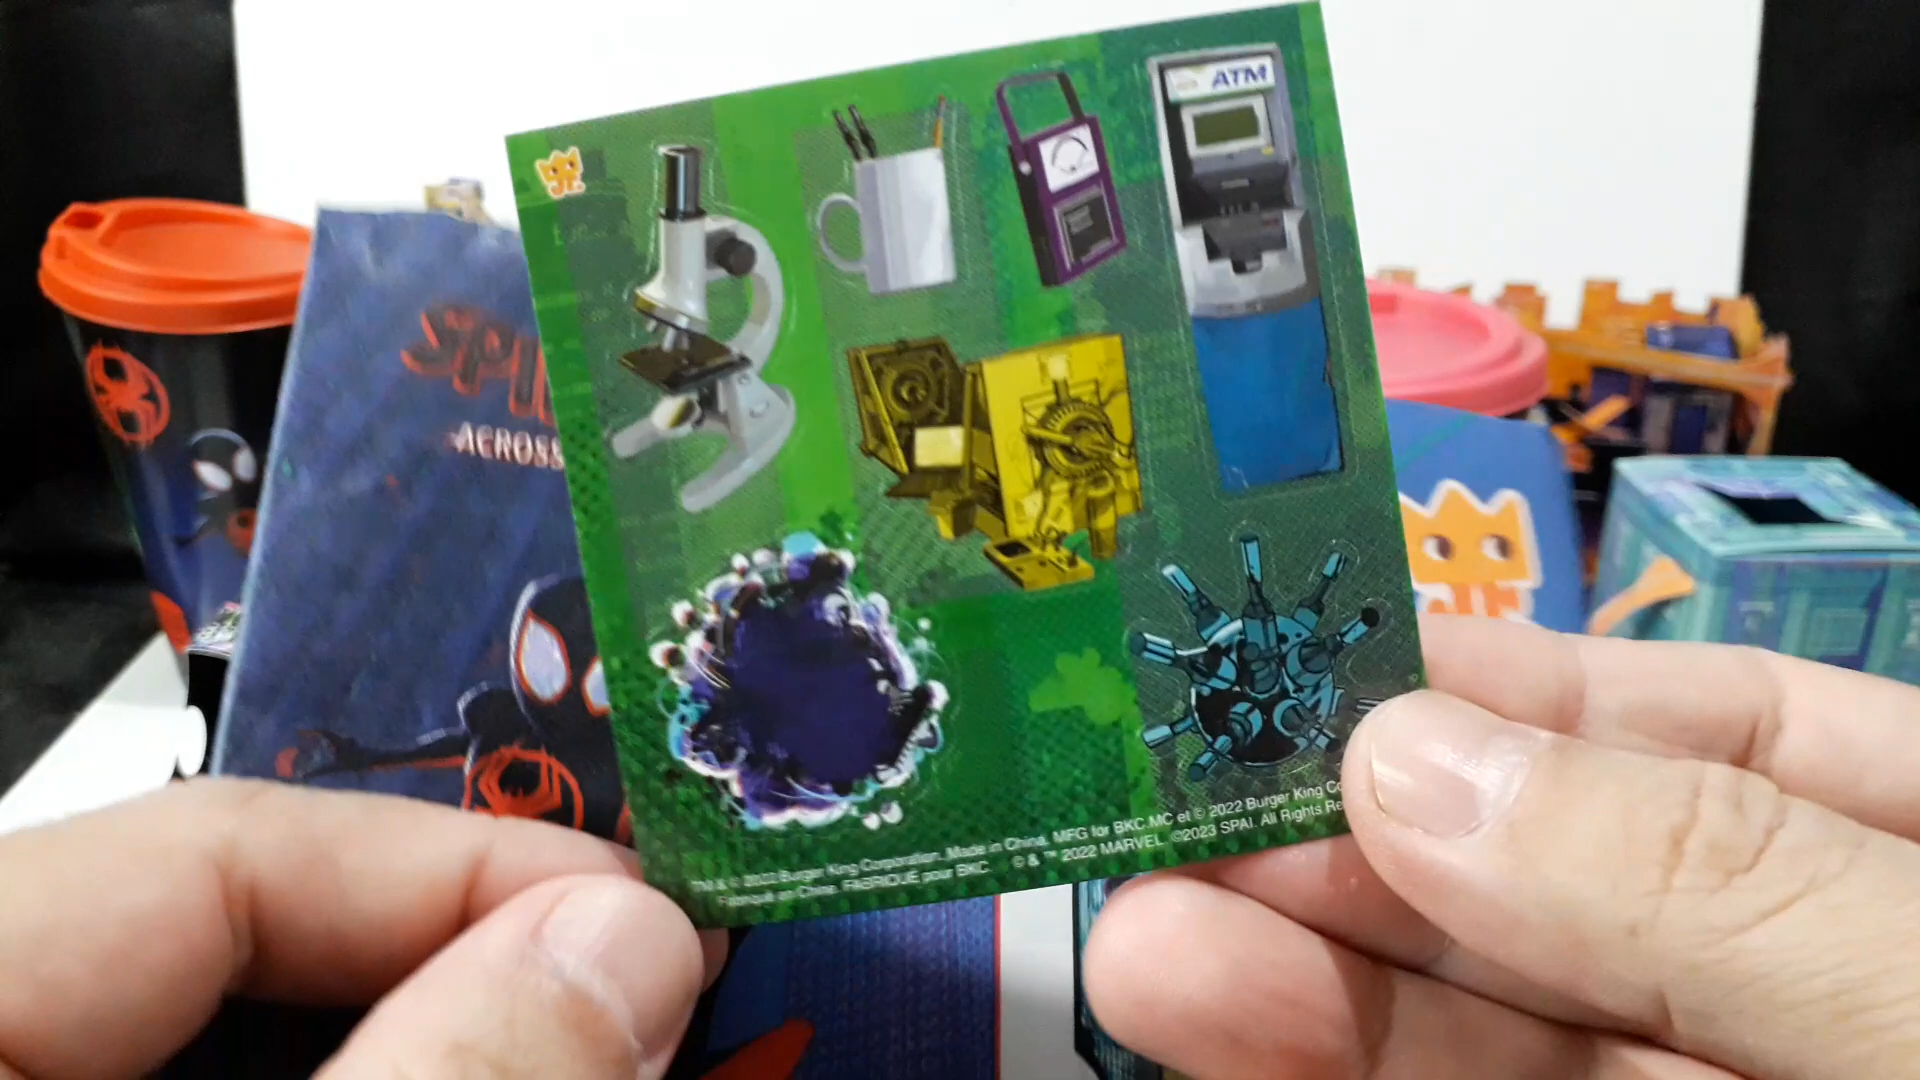 ATM
SPI
ACROSS
TM & © 2022 Burger King Corporation. Made in China. MFG for BKC.MC et © 2022 Burger King Co
Fabriqué en Chine. FABRIQUÉ pour BKC © & ™ 2022 MARVEL ©2023 SPAI. All Rights Re